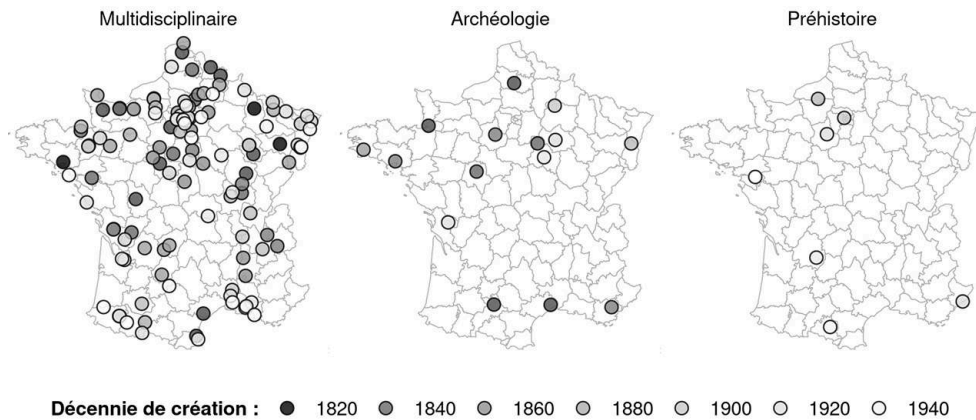 Multidisciplinaire Archéologie Préhistoire
Décennie de création : 1820 1840 1860 1880 1900 1920 1940